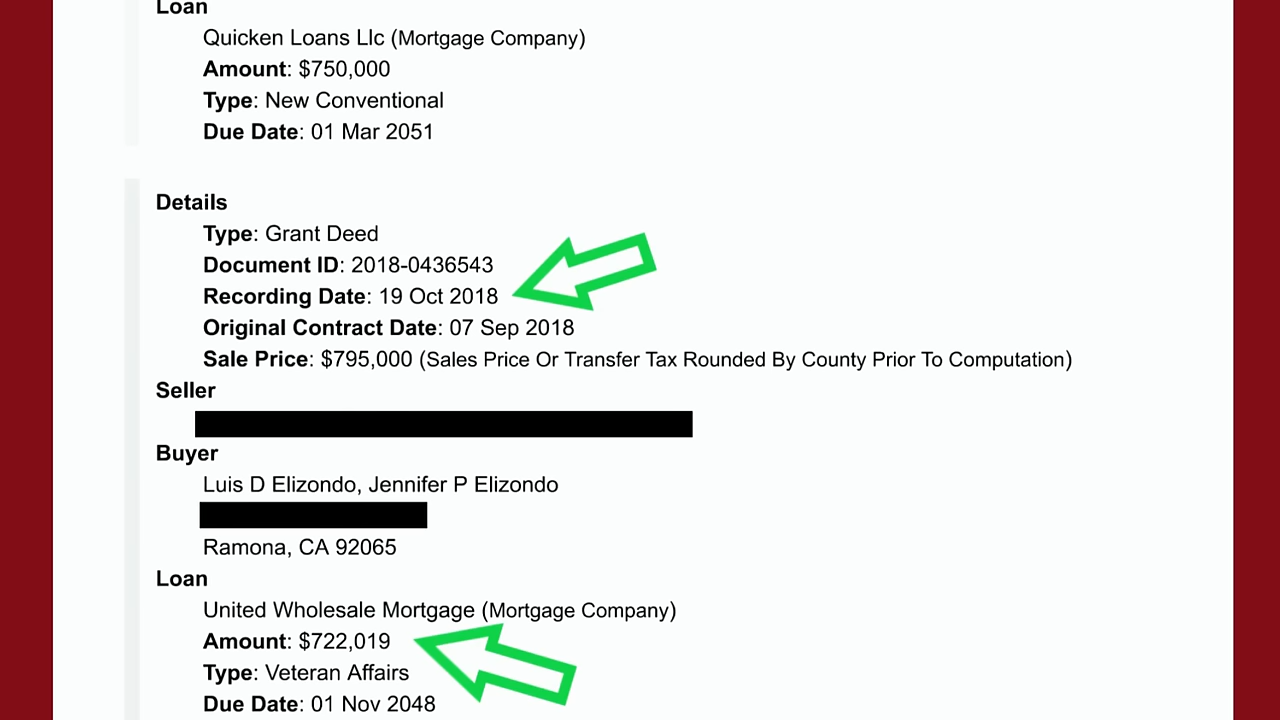 Loan
Quicken Loans Llc (Mortgage Company)
Amount: $750,000
Type: New Conventional
Due Date: 01 Mar 2051
Details
Type: Grant Deed
Document ID: 2018-0436543
Recording Date: 19 Oct 2018
Original Contract Date: 07 Sep 2018
Sale Price: $795,000 (Sales Price Or Transfer Tax Rounded By County Prior To Computation)
Seller
Buyer
Luis D Elizondo, Jennifer P Elizondo
Ramona, CA 92065
Loan
United Wholesale Mortgage (Mortgage Company)
Amount: $722,019
Type: Veteran Affairs
Due Date: 01 Nov 2048